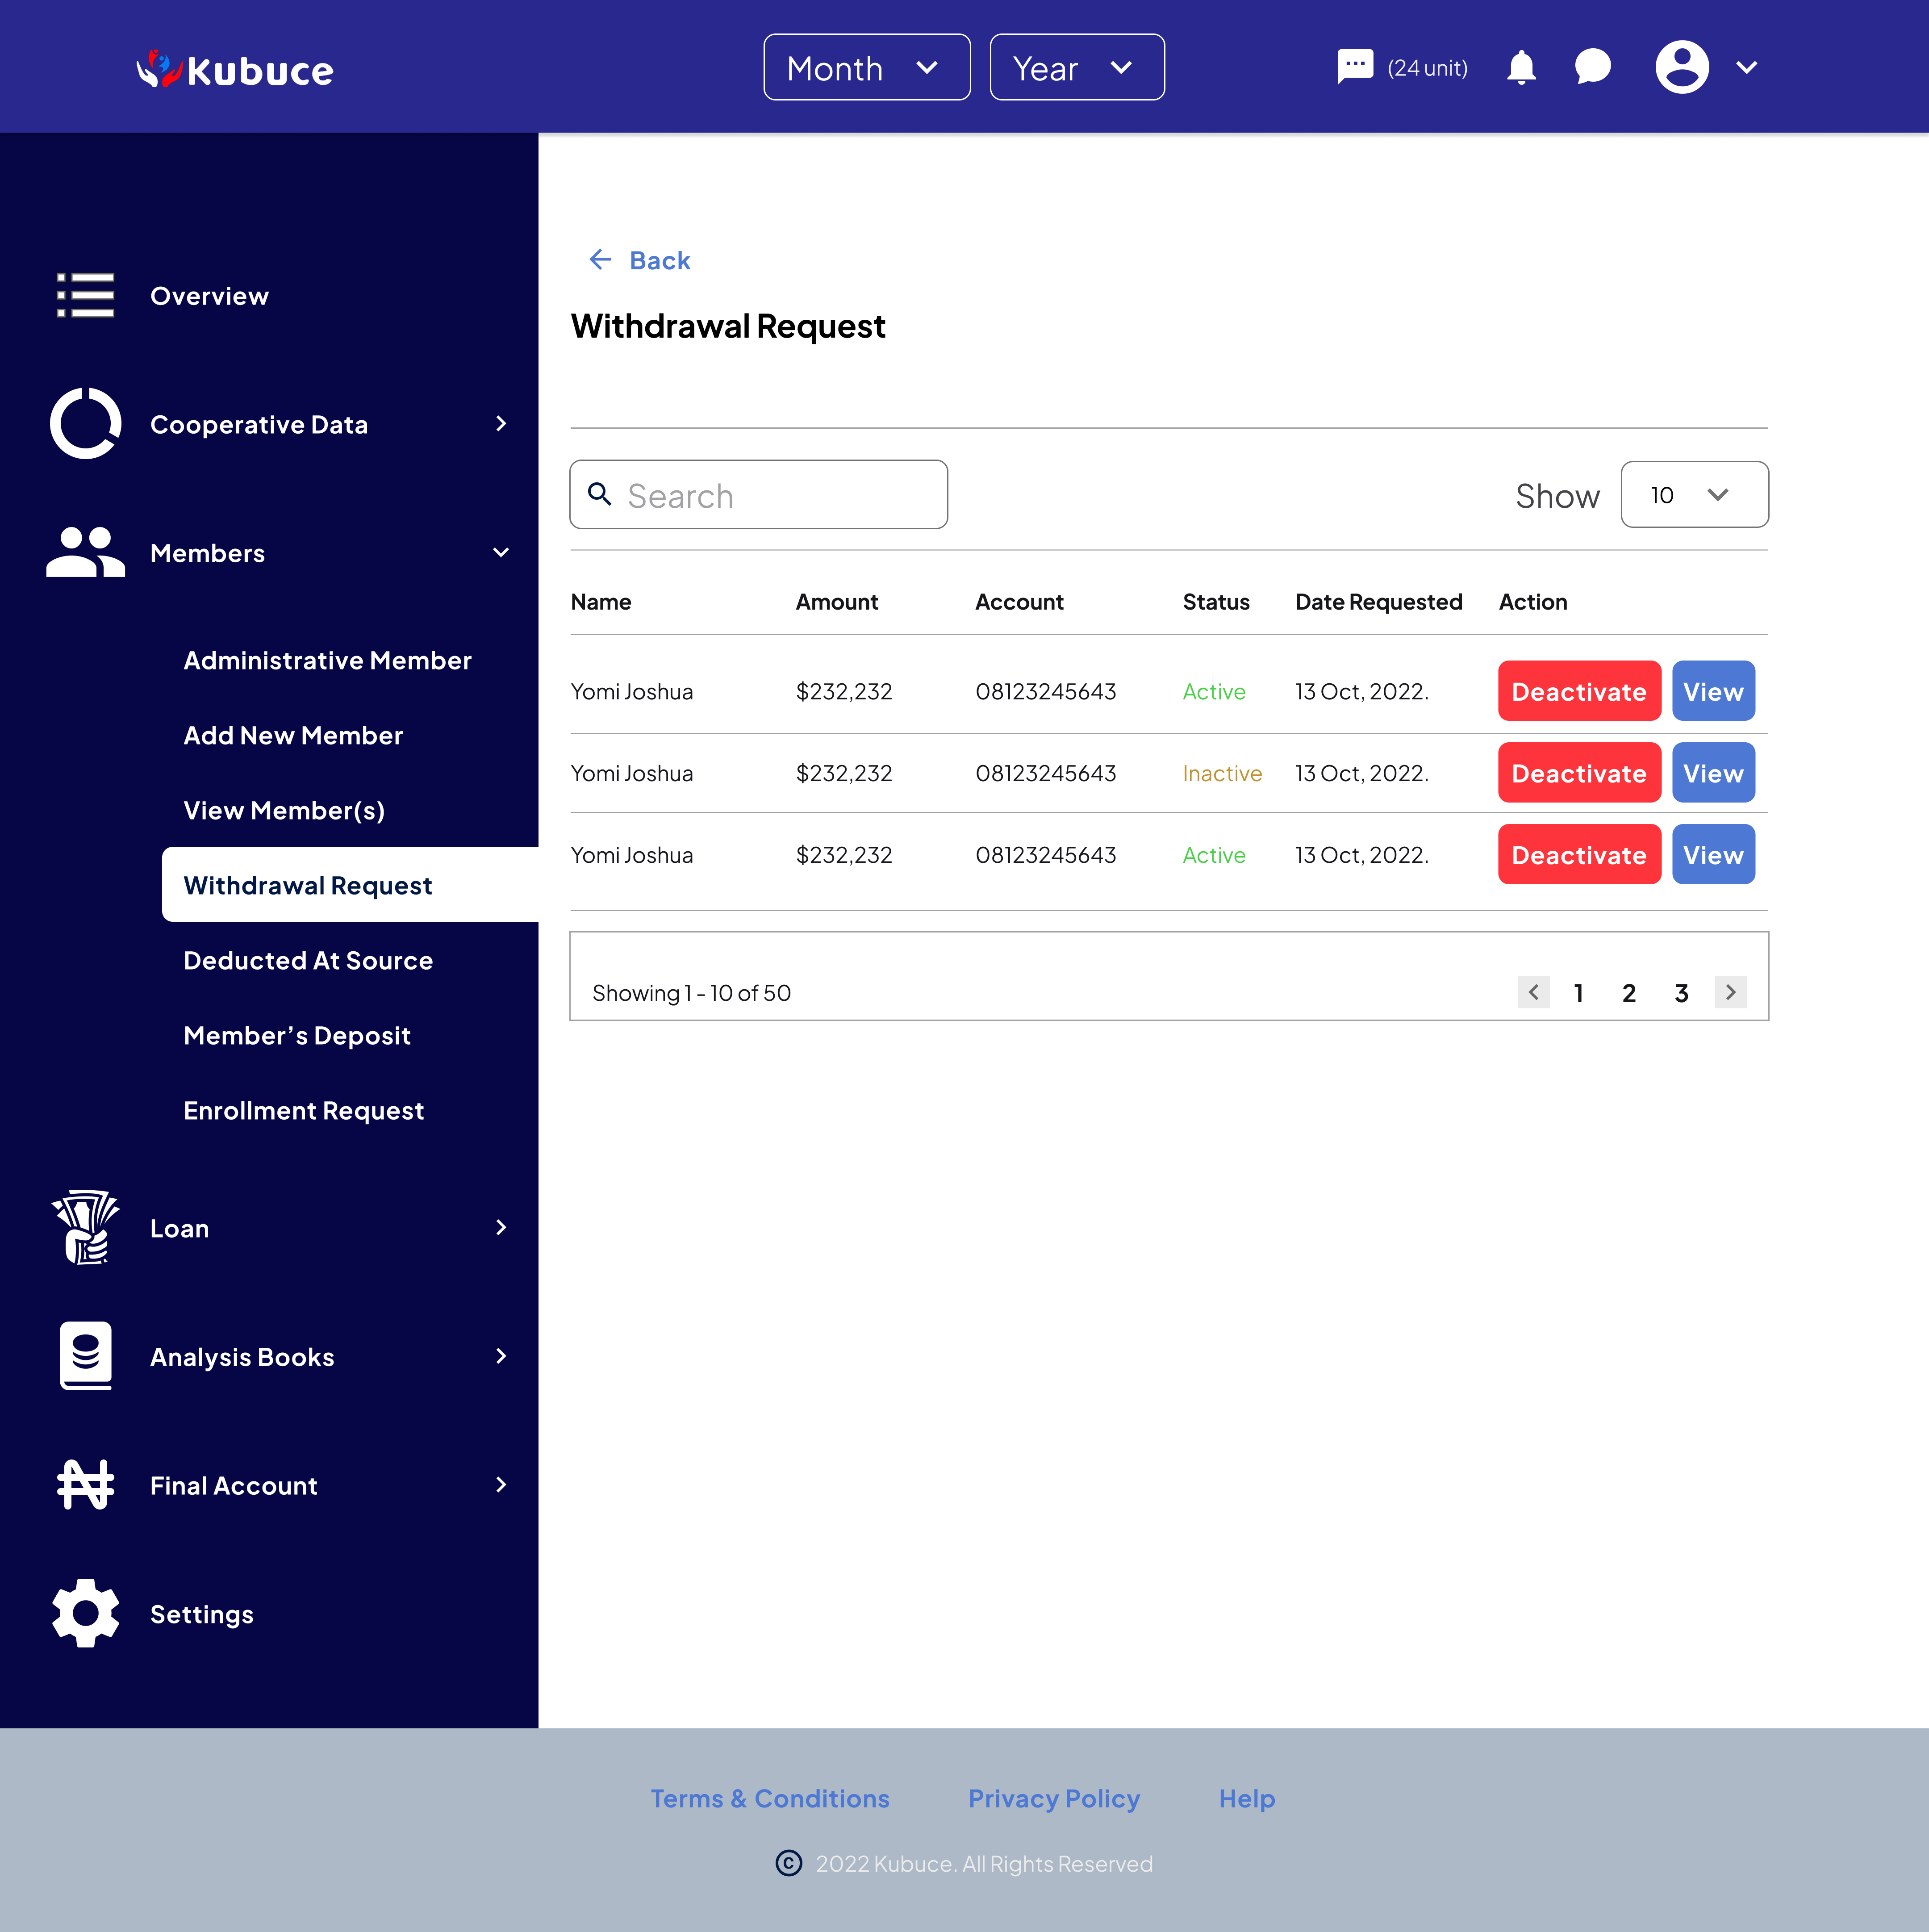 Kubuce
Month
Year
(24 unit)
Overview
Cooperative Data
Members
Administrative Member
Add New Member
View Member(s)
Withdrawal Request
Deducted At Source
Member’s Deposit
Enrollment Request
Loan
Analysis Books
Final Account
Settings
Back
Withdrawal Request
Search
Show 10
Name Amount Account Status Date Requested Action
Yomi Joshua $232,232 08123245643 Active 13 Oct, 2022. Deactivate View
Yomi Joshua $232,232 08123245643 Inactive 13 Oct, 2022. Deactivate View
Yomi Joshua $232,232 08123245643 Active 13 Oct, 2022. Deactivate View
Showing 1 - 10 of 50 1 2 3
Terms & Conditions Privacy Policy Help
© 2022 Kubuce. All Rights Reserved